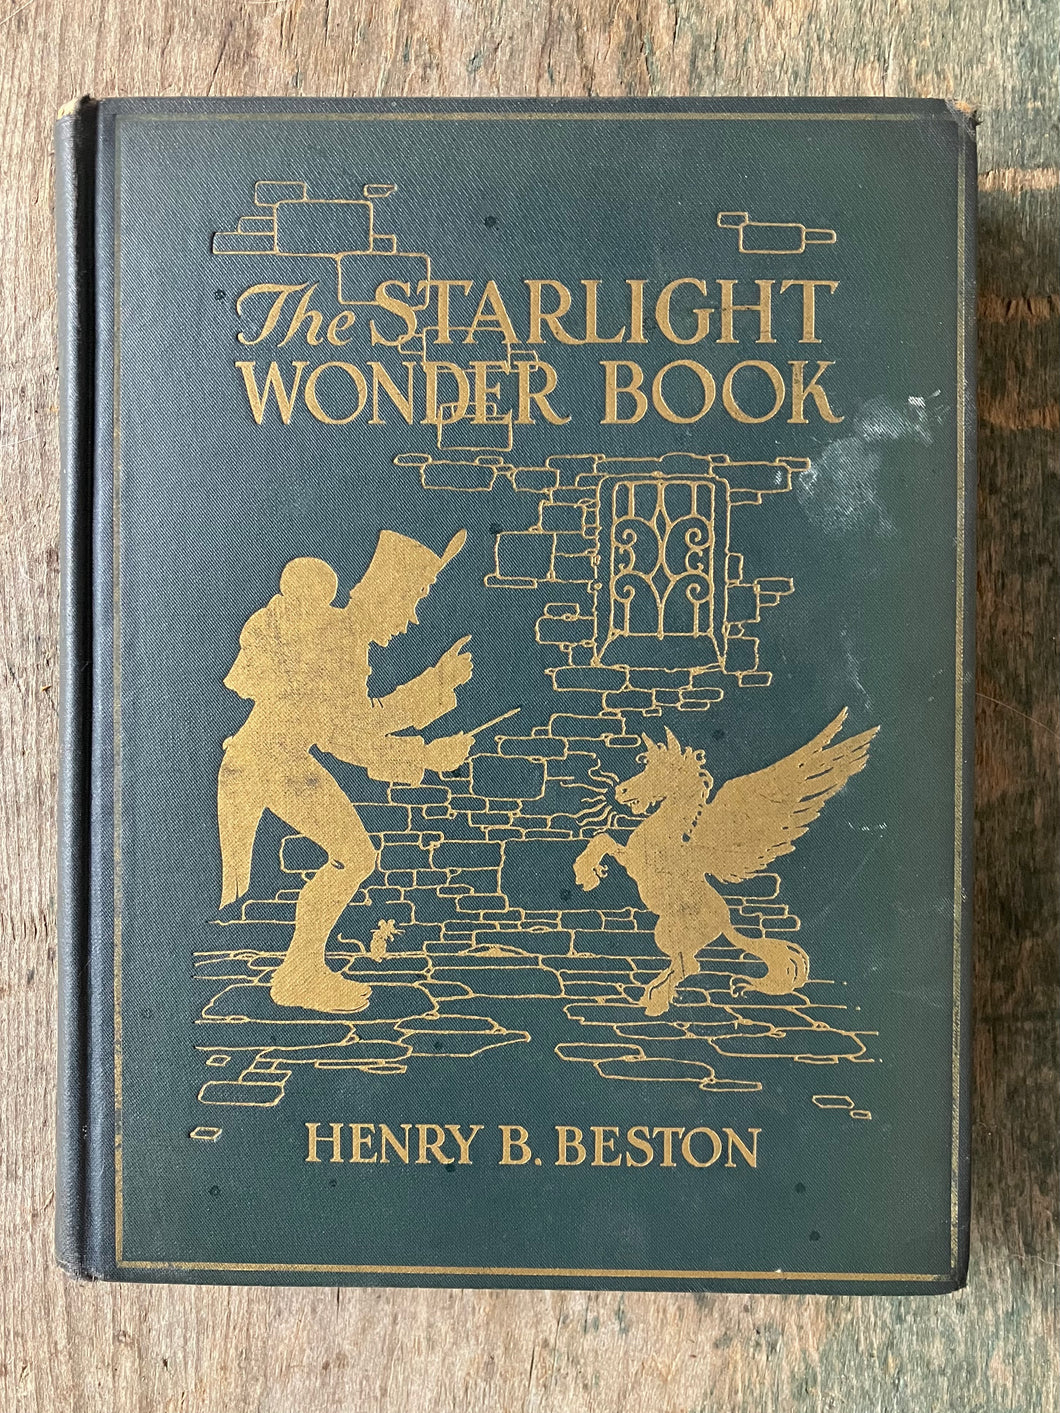 The STARLIGHT
WONDER BOOK
HENRY B. BESTON